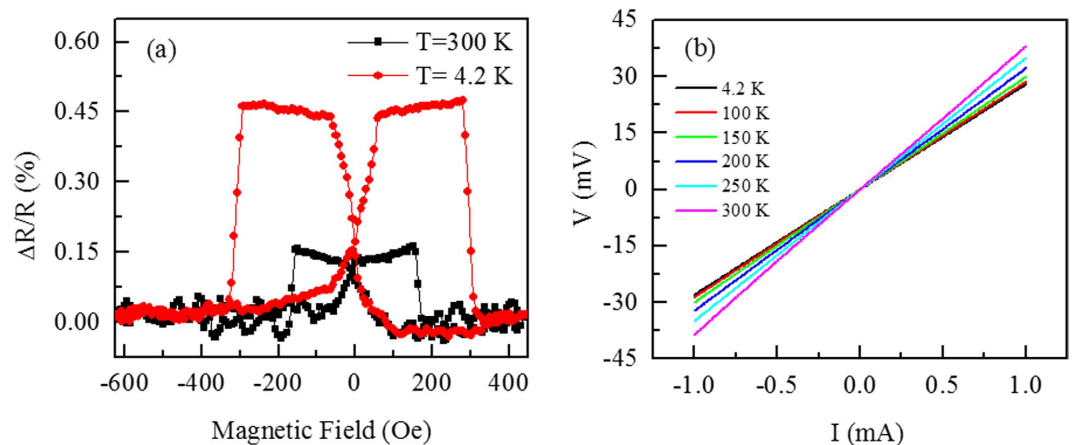 (a)
T=300 K
T= 4.2 K
0.60
0.45
0.30
0.15
0.00
ΔR/R (%)
-600 -400 -200 0 200 400
Magnetic Field (Oe)
(b)
4.2 K
100 K
150 K
200 K
250 K
300 K
45
30
15
0
-15
-30
-45
V (mV)
-1.0 -0.5 0.0 0.5 1.0
I (mA)